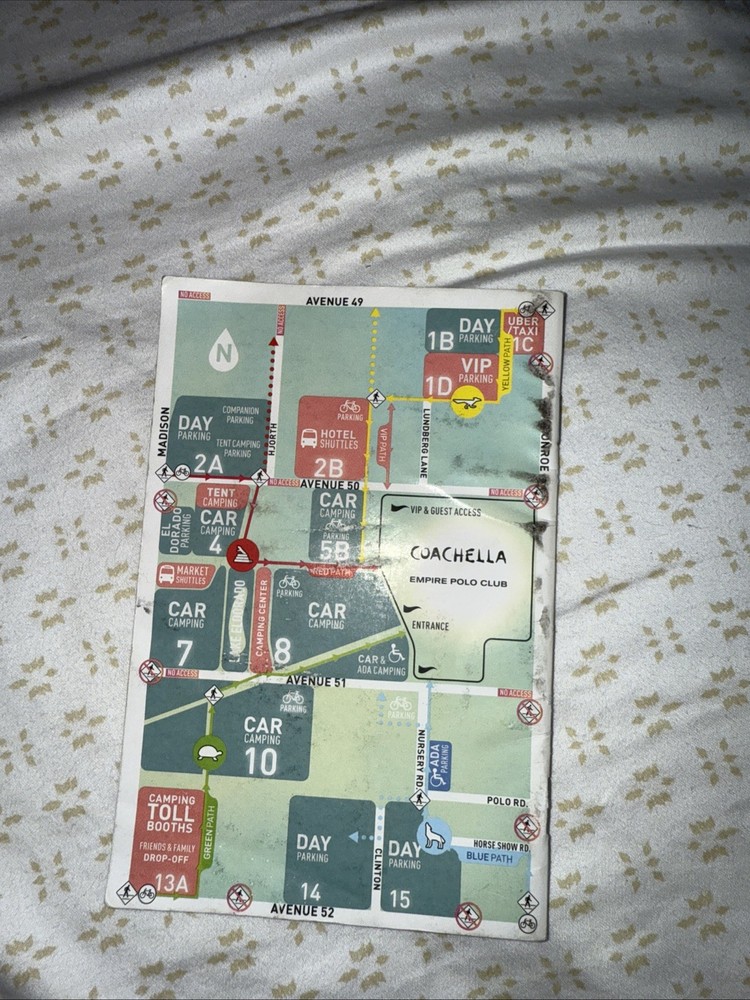 NO ACCESS
AVENUE 49
NO ACCESS
N
1B DAY
PARKING
UBER
/TAXI
1C
YELLOW PATH
1D VIP
PARKING
MADISON
DAY
PARKING
2A
COMPANION
PARKING
TENT CAMPING
PARKING
HJORTH
PARKING
HOTEL
SHUTTLES
2B
VIP PATH
LUNDBERG LANE
NO ACCESS
AVENUE 50
NO ACCESS
TENT
CAMPING
EL
DORADO
PARKING
CAR
CAMPING
4
CAR
CAMPING
PARKING
5B
VIP & GUEST ACCESS
COACHELLA
EMPIRE POLO CLUB
ENTRANCE
RED PATH
MARKET
SHUTTLES
CAR
CAMPING
7
LAKE ELDORADO
CAMPING CENTER
PARKING
CAR
CAMPING
8
CAR &
ADA CAMPING
NO ACCESS
AVENUE 51
NO ACCESS
PARKING
CAR
CAMPING
10
PARKING
NURSERY RD.
ADA
PARKING
POLO RD.
CAMPING
TOLL
BOOTHS
FRIENDS & FAMILY
DROP-OFF
13A
GREEN PATH
DAY
PARKING
14
CLINTON
DAY
PARKING
15
HORSE SHOW RD.
BLUE PATH
AVENUE 52